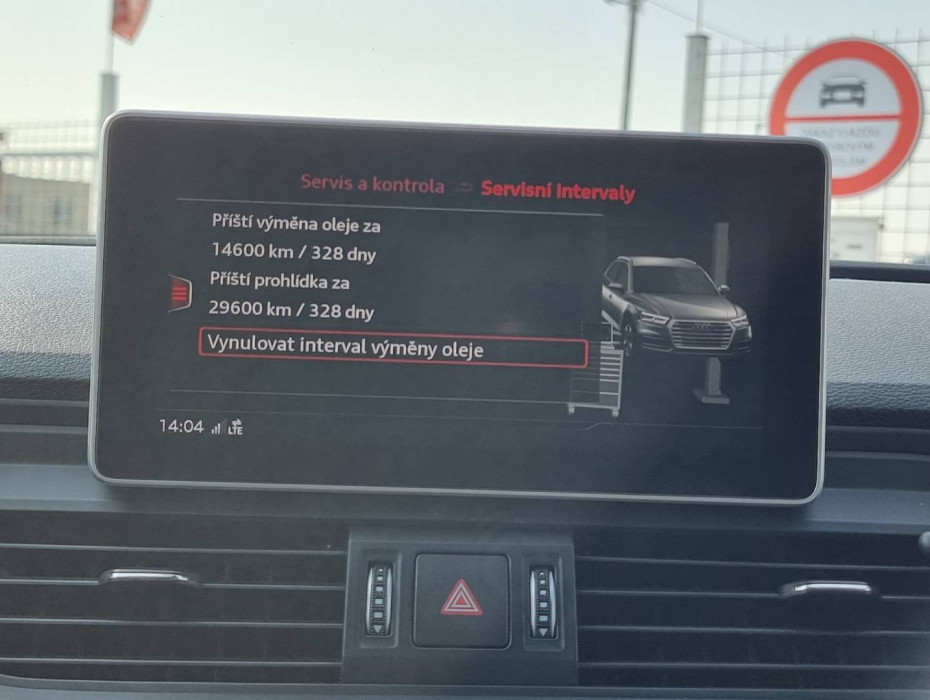 Servis a kontrola Servisní intervaly
Příští výměna oleje za
14600 km / 328 dny
Příští prohlídka za
29600 km / 328 dny
Vynulovat interval výměny oleje
14:04 LTE